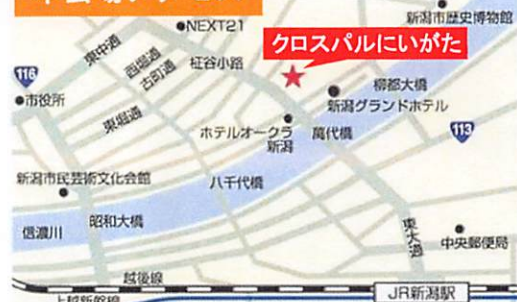 NEXT21
新潟市歴史博物館
クロスパルにいがた
東中通
西堀通
古町通
柾谷小路
116
市役所
柳都大橋
新潟グランドホテル
東堀通
ホテルオークラ
新潟
萬代橋
113
新潟市民芸術文化会館
八千代橋
信濃川
昭和大橋
東大通
中央郵便局
越後線
JR新潟駅
上越新幹線